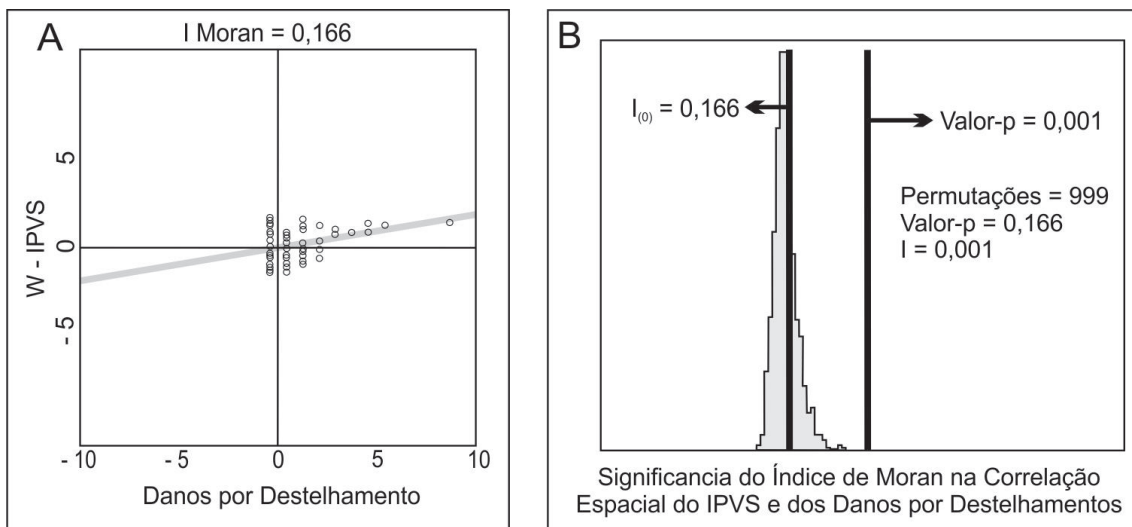 A
I Moran = 0,166
5
0
- 5
W - IPVS
- 10
- 5
0
5
10
Danos por Destelhamento
B
I(0) = 0,166
Valor-p = 0,001
Permutações = 999
Valor-p = 0,166
I = 0,001
Significancia do Índice de Moran na Correlação
Espacial do IPVS e dos Danos por Destelhamentos